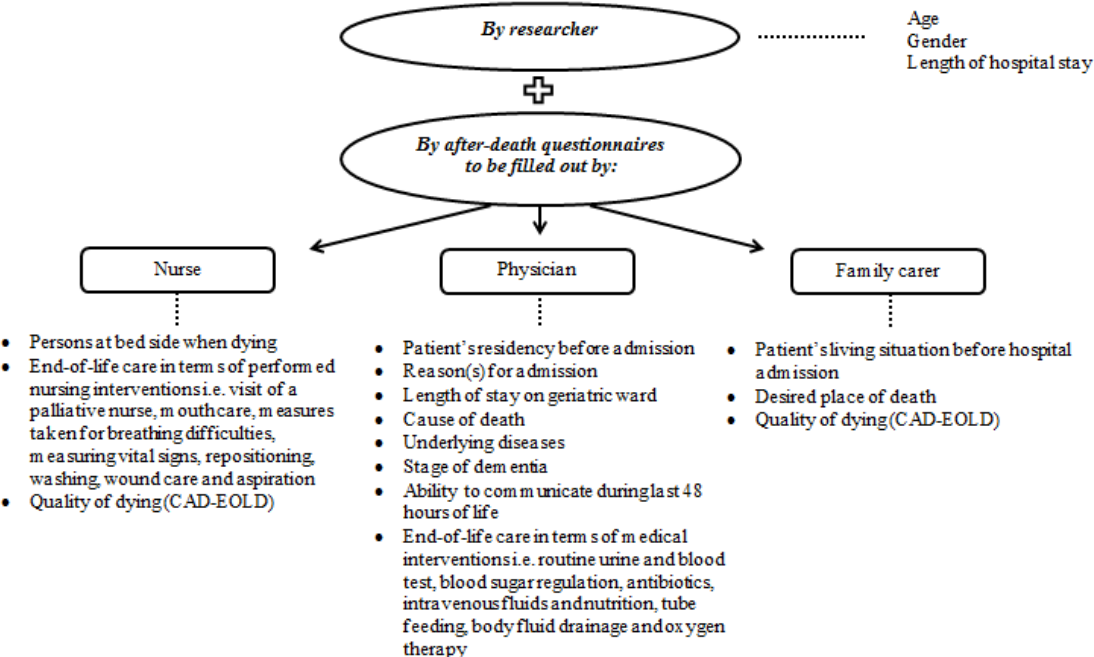 By researcher
Age
Gender
Length of hospital stay
By after-death questionnaires
to be filled out by:
Nurse
Physician
Family carer
• Persons at bed side when dying
• End-of-life care in terms of performed
nursing interventions i.e. visit of a
palliative nurse, mouth care, measures
taken for breathing difficulties,
measuring vital signs, repositioning,
washing, wound care and aspiration
• Quality of dying (CAD-EOLD)
• Patient's residency before admission
• Reason(s) for admission
• Length of stay on geriatric ward
• Cause of death
• Underlying diseases
• Stage of dementia
• Ability to communicate during last 48
hours of life
• End-of-life care in terms of medical
interventions i.e. routine urine and blood
test, blood sugar regulation, antibiotics,
intravenous fluids and nutrition, tube
feeding, body fluid drainage and oxygen
therapy
• Patient's living situation before hospital
admission
• Desired place of death
• Quality of dying (CAD-EOLD)